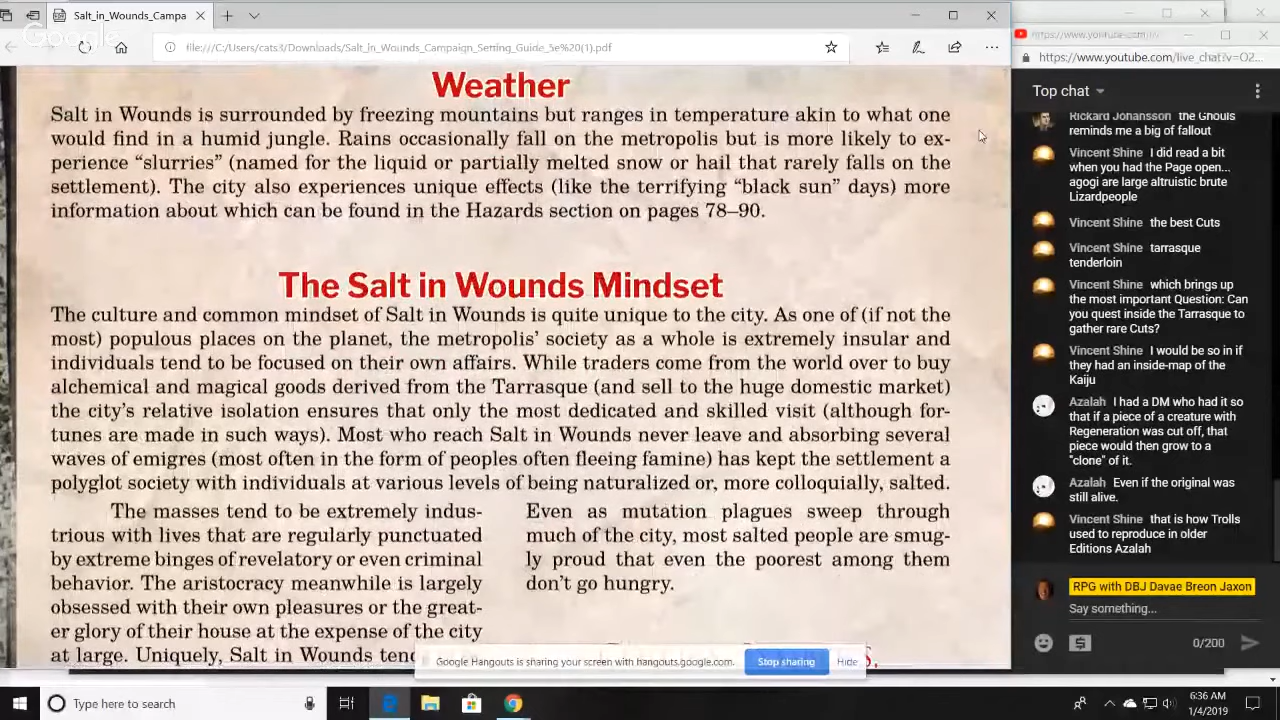 Salt_in_Wounds_Campa
Google
file:///C:/Users/cats3/Downloads/Salt_in_Wounds_Campaign_Setting_Guide_5e%20(1).pdf
Weather
Salt in Wounds is surrounded by freezing mountains but ranges in temperature akin to what one
would find in a humid jungle. Rains occasionally fall on the metropolis but is more likely to ex-
perience “slurries” (named for the liquid or partially melted snow or hail that rarely falls on the
settlement). The city also experiences unique effects (like the terrifying “black sun” days) more
information about which can be found in the Hazards section on pages 78–90.
The Salt in Wounds Mindset
The culture and common mindset of Salt in Wounds is quite unique to the city. As one of (if not the
most) populous places on the planet, the metropolis’ society as a whole is extremely insular and
individuals tend to be focused on their own affairs. While traders come from the world over to buy
alchemical and magical goods derived from the Tarrasque (and sell to the huge domestic market)
the city’s relative isolation ensures that only the most dedicated and skilled visit (although for-
tunes are made in such ways). Most who reach Salt in Wounds never leave and absorbing several
waves of emigres (most often in the form of peoples often fleeing famine) has kept the settlement a
polyglot society with individuals at various levels of being naturalized or, more colloquially, salted.
The masses tend to be extremely indus-
trious with lives that are regularly punctuated
by extreme binges of revelatory or even criminal
behavior. The aristocracy meanwhile is largely
obsessed with their own pleasures or the great-
er glory of their house at the expense of the city
at large. Uniquely, Salt in Wounds tend
Even as mutation plagues sweep through
much of the city, most salted people are smug-
ly proud that even the poorest among them
don’t go hungry.
Google Hangouts is sharing your screen with hangouts.google.com.
Stop sharing
Hide
https://www.youtube.com/li
https://www.youtube.com/live_chat?v=O2...
Top chat
Rickard Johansson the Ghouls
reminds me a big of fallout
Vincent Shine I did read a bit
when you had the Page open...
agogi are large altruistic brute
Lizardpeople
Vincent Shine the best Cuts
Vincent Shine tarrasque
tenderloin
Vincent Shine which brings up
the most important Question: Can
you quest inside the Tarrasque to
gather rare Cuts?
Vincent Shine I would be so in if
they had an inside-map of the
Kaiju
Azalah I had a DM who had it so
that if a piece of a creature with
Regeneration was cut off, that
piece would then grow to a
"clone" of it.
Azalah Even if the original was
still alive.
Vincent Shine that is how Trolls
used to reproduce in older
Editions Azalah
RPG with DBJ Davae Breon Jaxon
Say something...
0/200
Type here to search
6:36 AM
1/4/2019